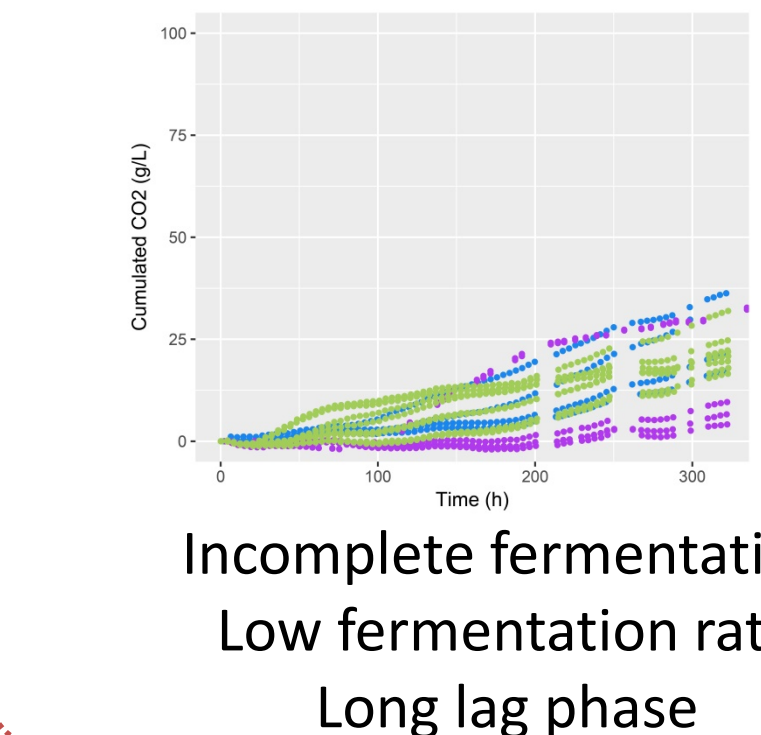 100
75
50
25
0
Cumulated CO2 (g/L)
0 100 200 300
Time (h)
Incomplete fermentati
Low fermentation rat
Long lag phase